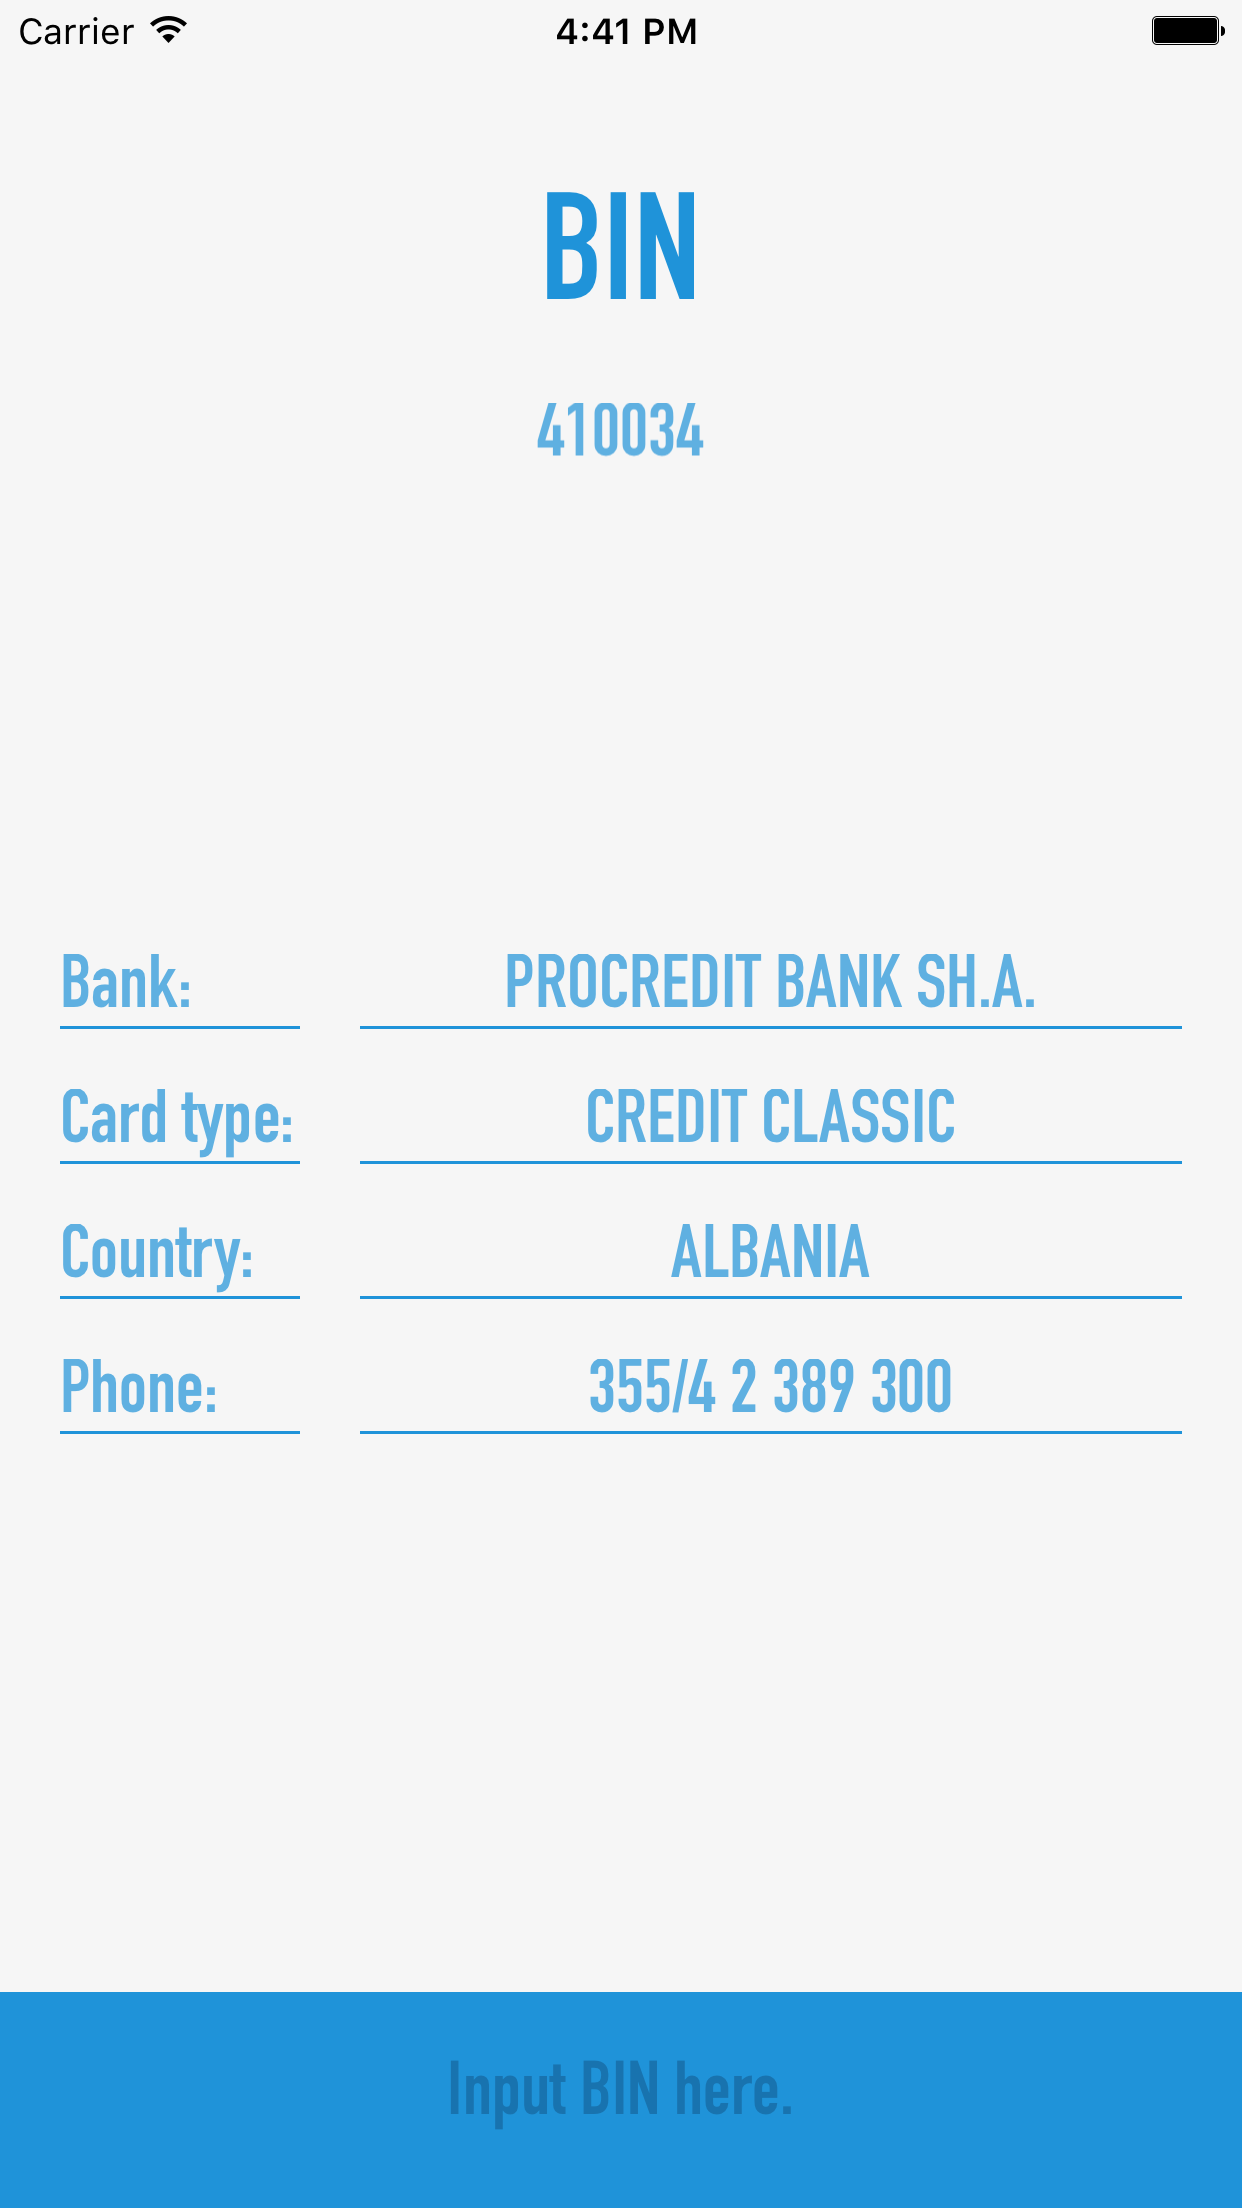 Carrier 4:41 PM
BIN
410034
Bank: PROCREDIT BANK SH.A.
Card type: CREDIT CLASSIC
Country: ALBANIA
Phone: 355/4 2 389 300
Input BIN here.